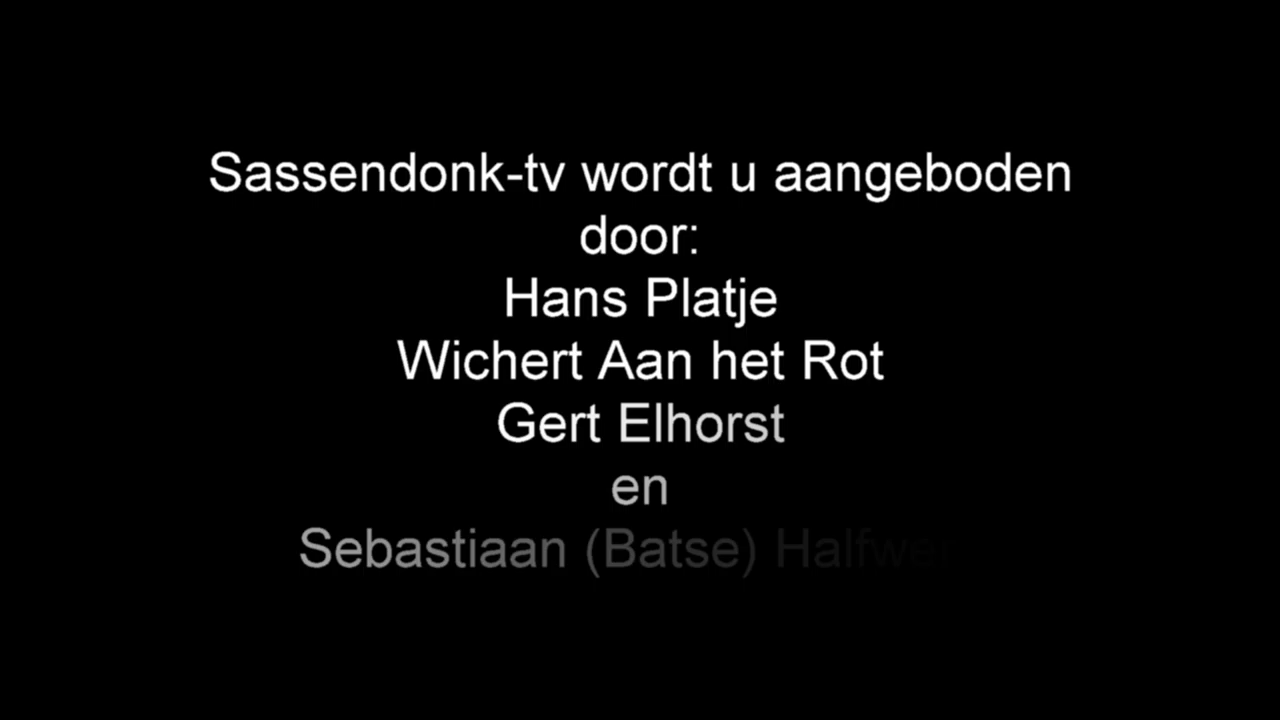 Sassendonk-tv wordt u aangeboden
door:
Hans Platje
Wichert Aan het Rot
Gert Elhorst
en
Sebastiaan (Batse)